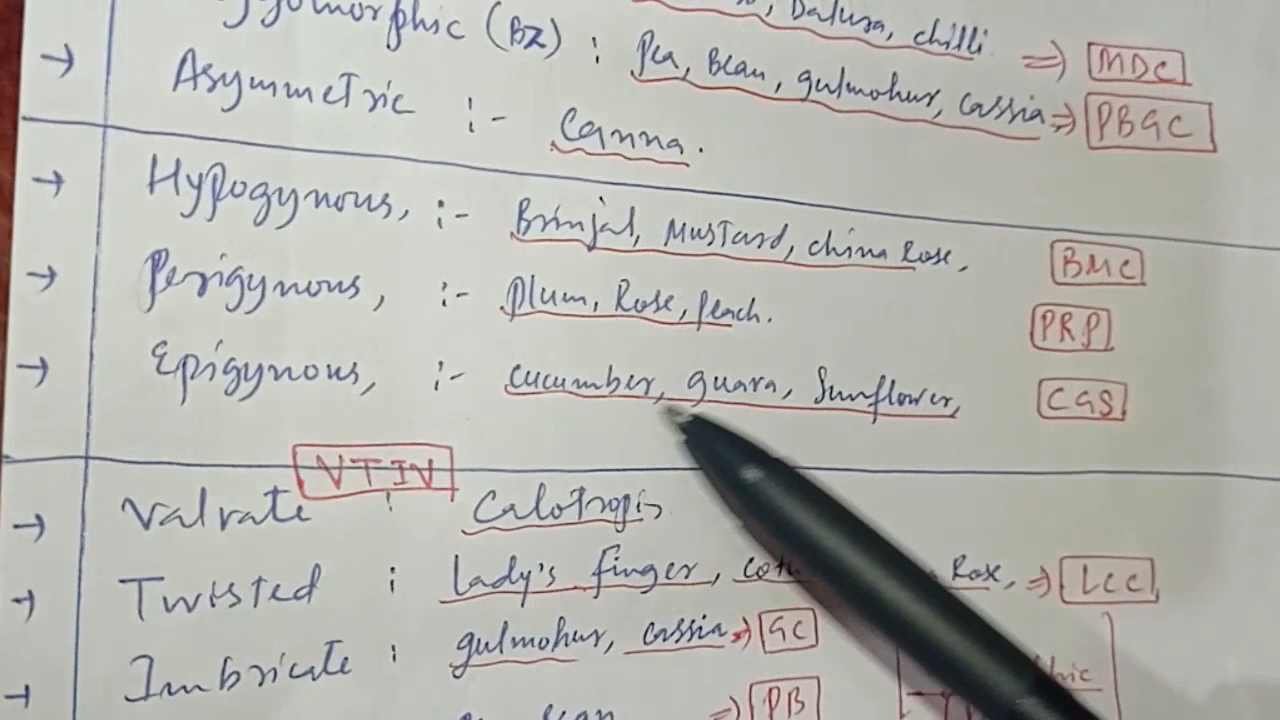 Datura, chilli. ⇒ MDC
(BZ) : Pea, Bean, gulmohur, cassia ⇒ PBGC
→ Asymmetric :- Canna.
→ Hypogynous, :- Brinjal, Mustard, china Rose, BMC
→ Perigynous, :- plum, Rose, peach. PRP
→ Epigynous, :- cucumber, guava, Sunflower, CGS
VTIV
→ Valvate : Calotropis
→ Twisted : Lady's finger, Rose, ⇒ LCC
→ Imbricate : gulmohur, cassia ⇒ GC
⇒ PB